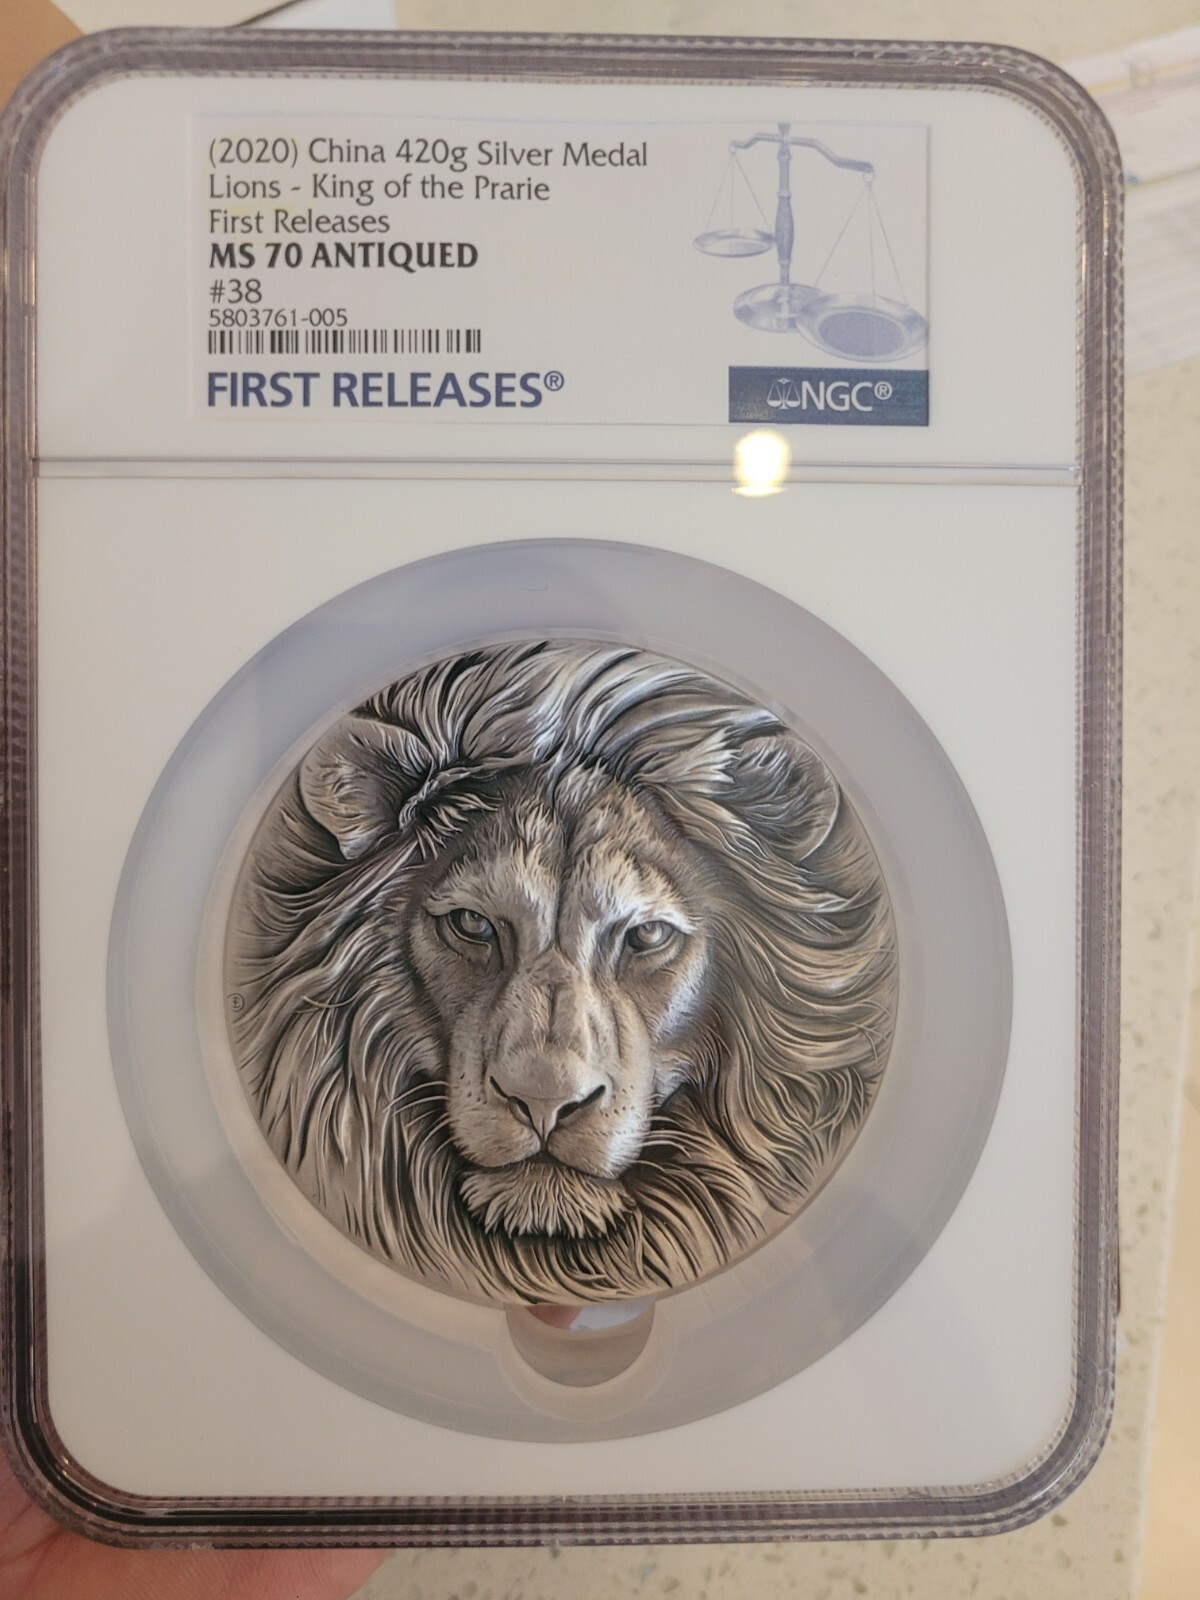 (2020) China 420g Silver Medal
Lions - King of the Prarie
First Releases
MS 70 ANTIQUED
#38
5803761-005
FIRST RELEASES®
NGC®